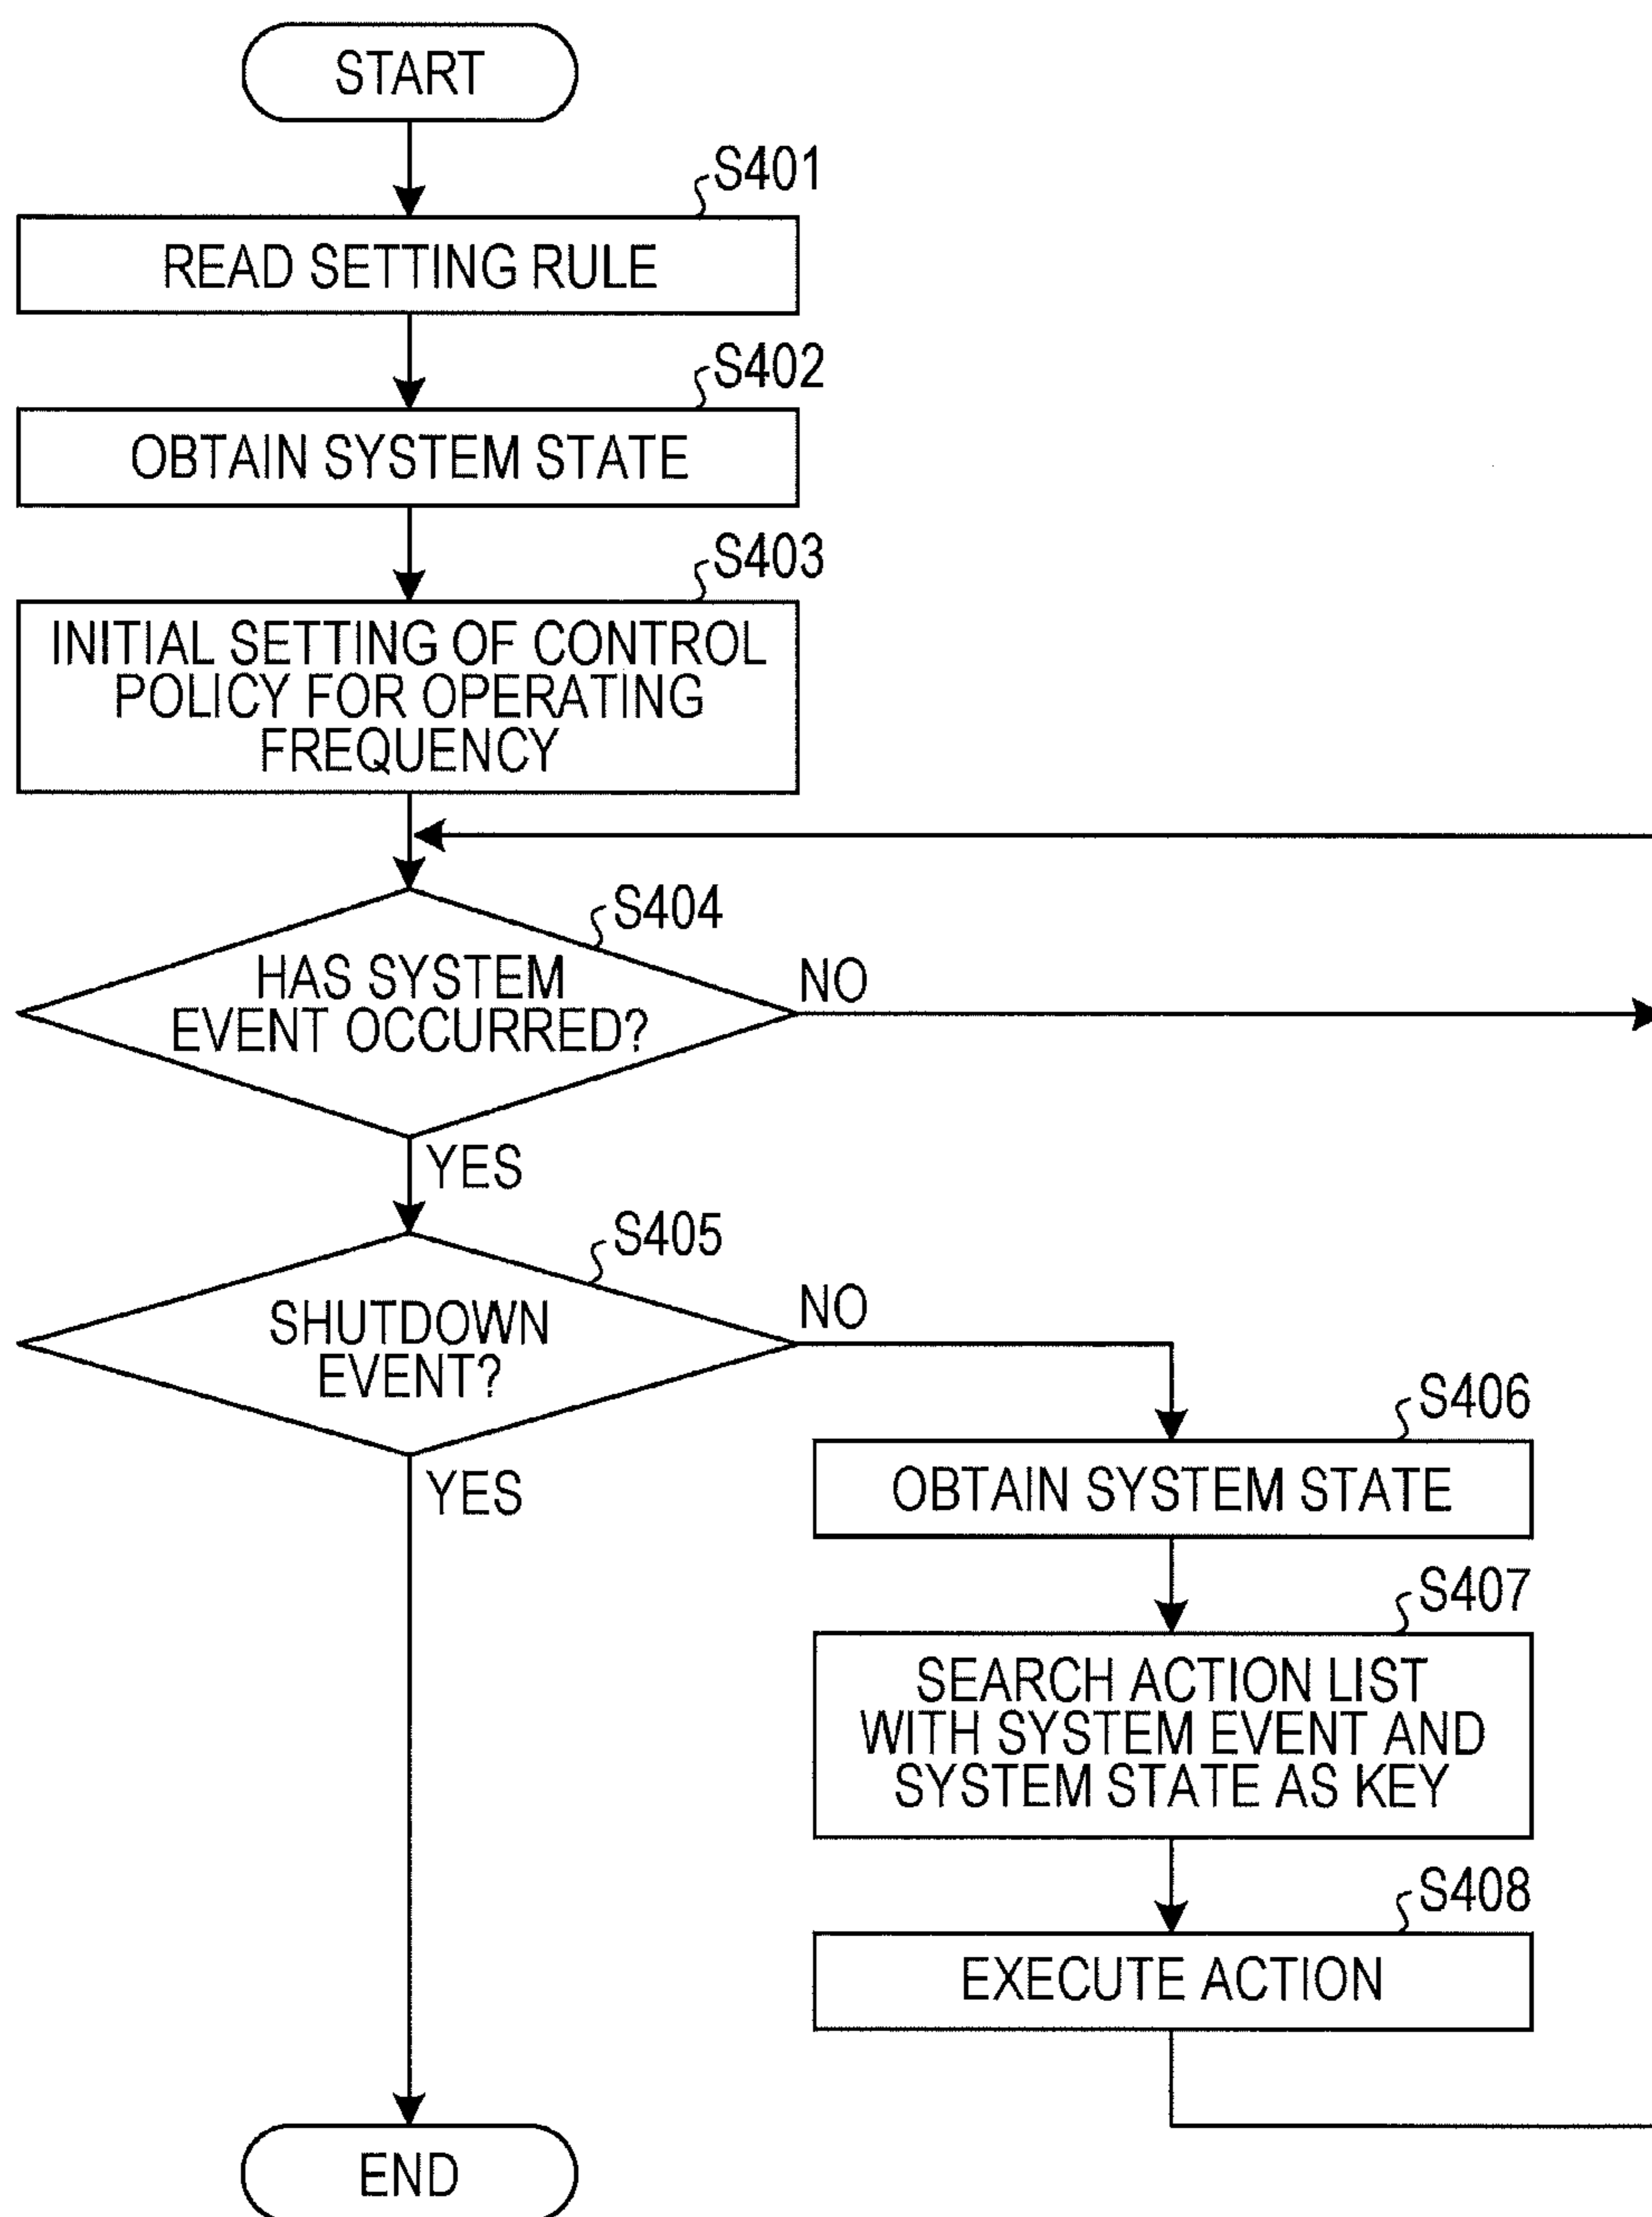 START
S401
READ SETTING RULE
S402
OBTAIN SYSTEM STATE
S403
INITIAL SETTING OF CONTROL
POLICY FOR OPERATING
FREQUENCY
S404
HAS SYSTEM
EVENT OCCURRED?
NO
YES
S405
SHUTDOWN
EVENT?
NO
YES
S406
OBTAIN SYSTEM STATE
S407
SEARCH ACTION LIST
WITH SYSTEM EVENT AND
SYSTEM STATE AS KEY
S408
EXECUTE ACTION
END